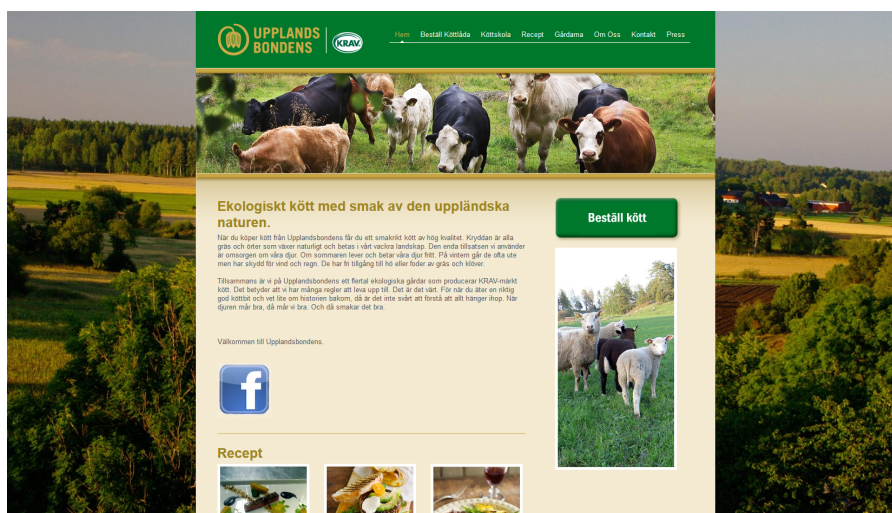 UPPLANDS
BONDENS
KRAV
Hem Beställ Köttlåda Köttskola Recept Gårdarna Om Oss Kontakt Press
Ekologiskt kött med smak av den uppländska
naturen.
När du köper kött från Upplandsbondens får du ett smakrikt kött av hög kvalitet. Kryddan är alla
gräs och örter som växer naturligt och betas i vårt vackra landskap. Den enda tillsatsen vi använder
är omsorgen om våra djur. Om sommaren lever och betar våra djur fritt. På vintern går de ofta ute
men har skydd för vind och regn. De har fri tillgång till hö eller foder av gräs och klöver.
Tillsammans är vi på Upplandsbondens ett flertal ekologiska gårdar som producerar KRAV-märkt
kött. Det betyder att vi har många regler att leva upp till. Det är det värt. För när du äter en riktig
god köttbit och vet lite om historien bakom, då är det inte svårt att förstå att allt hänger ihop. När
djuren mår bra, då mår vi bra. Och då smakar det bra.
Välkommen till Upplandsbondens.
f
Recept
Beställ kött